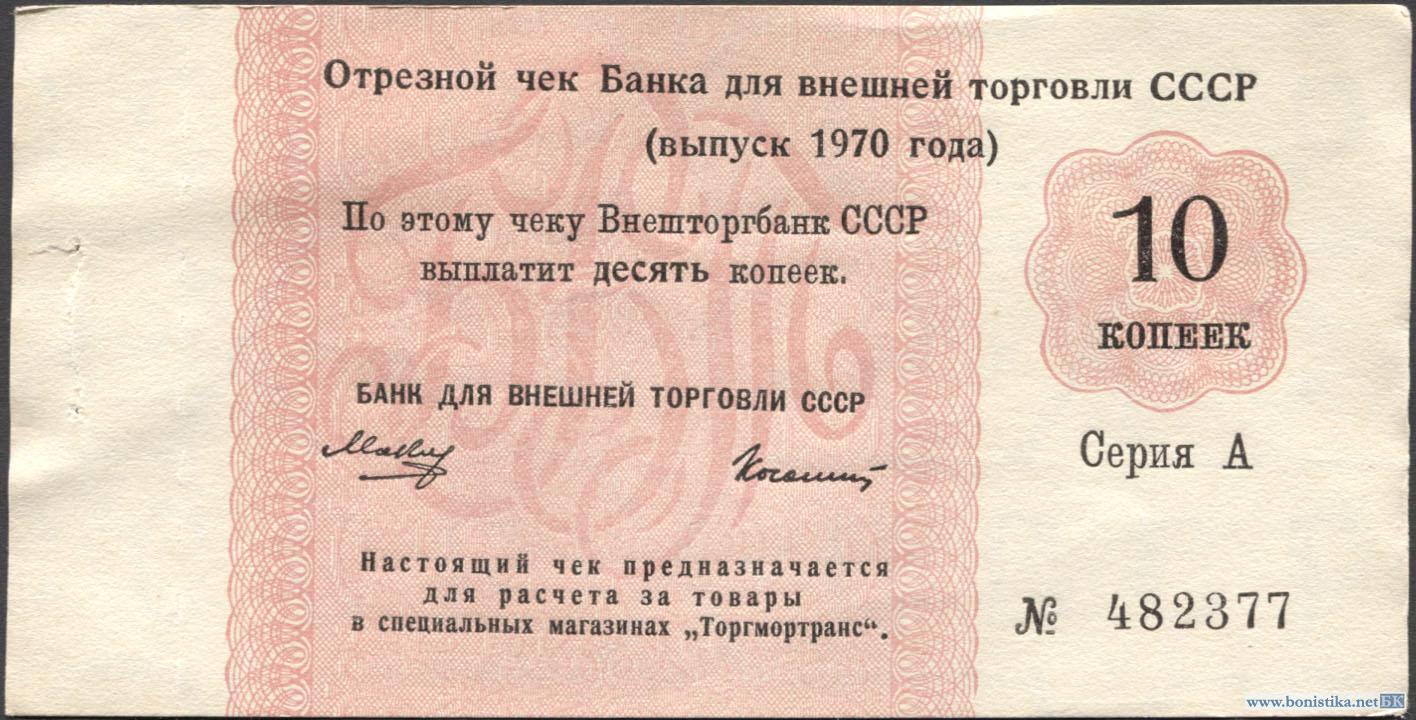 Отрезной чек Банка для внешней торговли СССР
(выпуск 1970 года)
По этому чеку Внешторгбанк СССР
выплатит десять копеек.
10
КОПЕЕК
БАНК ДЛЯ ВНЕШНЕЙ ТОРГОВЛИ СССР
Серия А
Настоящий чек предназначается
для расчета за товары
в специальных магазинах „Торгмортранс“.
№ 482377
www.bonistika.net БК